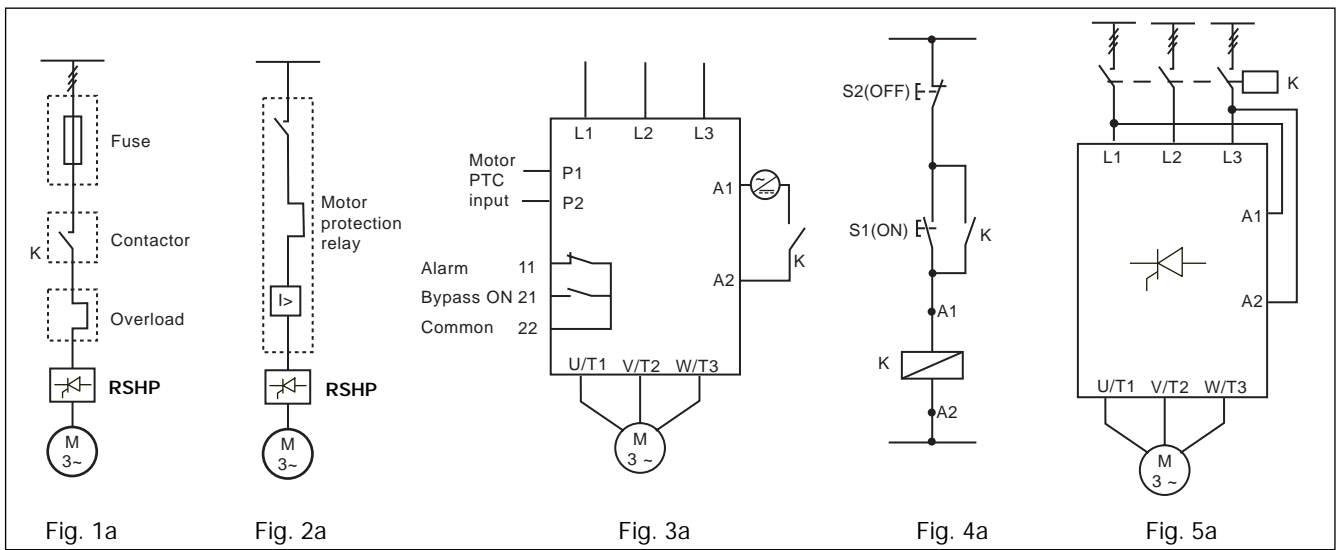 Fuse
K
Contactor
Overload
RSHP
M
3~
Fig. 1a
Motor
protection
relay
I>
RSHP
M
3~
Fig. 2a
L1 L2 L3
Motor
PTC
input
P1
P2
A1
~
K
A2
Alarm 11
Bypass ON 21
Common 22
U/T1 V/T2 W/T3
M
3 ~
Fig. 3a
S2(OFF)
S1(ON)
K
A1
K
A2
Fig. 4a
K
L1 L2 L3
A1
A2
U/T1 V/T2 W/T3
M
3 ~
Fig. 5a